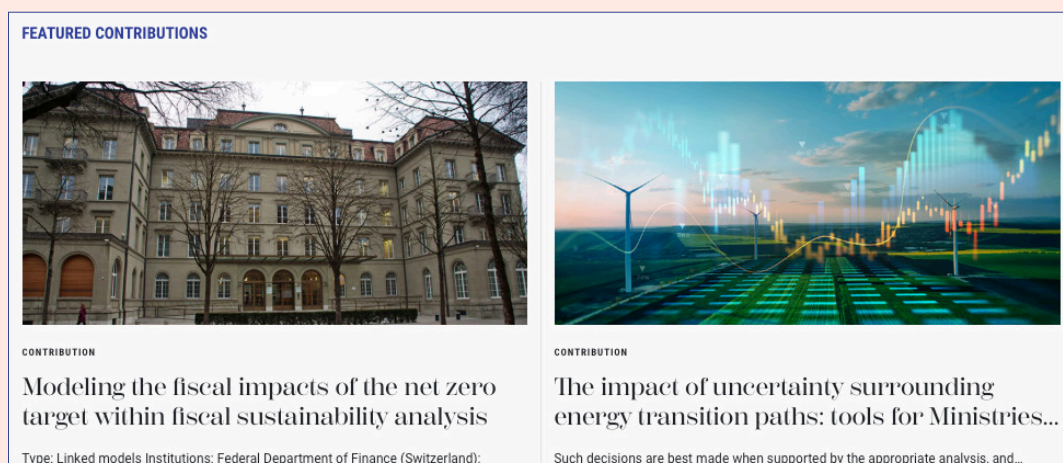 FEATURED CONTRIBUTIONS
CONTRIBUTION
Modeling the fiscal impacts of the net zero
target within fiscal sustainability analysis
Type: Linked models Institutions: Federal Department of Finance (Switzerland);
CONTRIBUTION
The impact of uncertainty surrounding
energy transition paths: tools for Ministries...
Such decisions are best made when supported by the appropriate analysis, and...